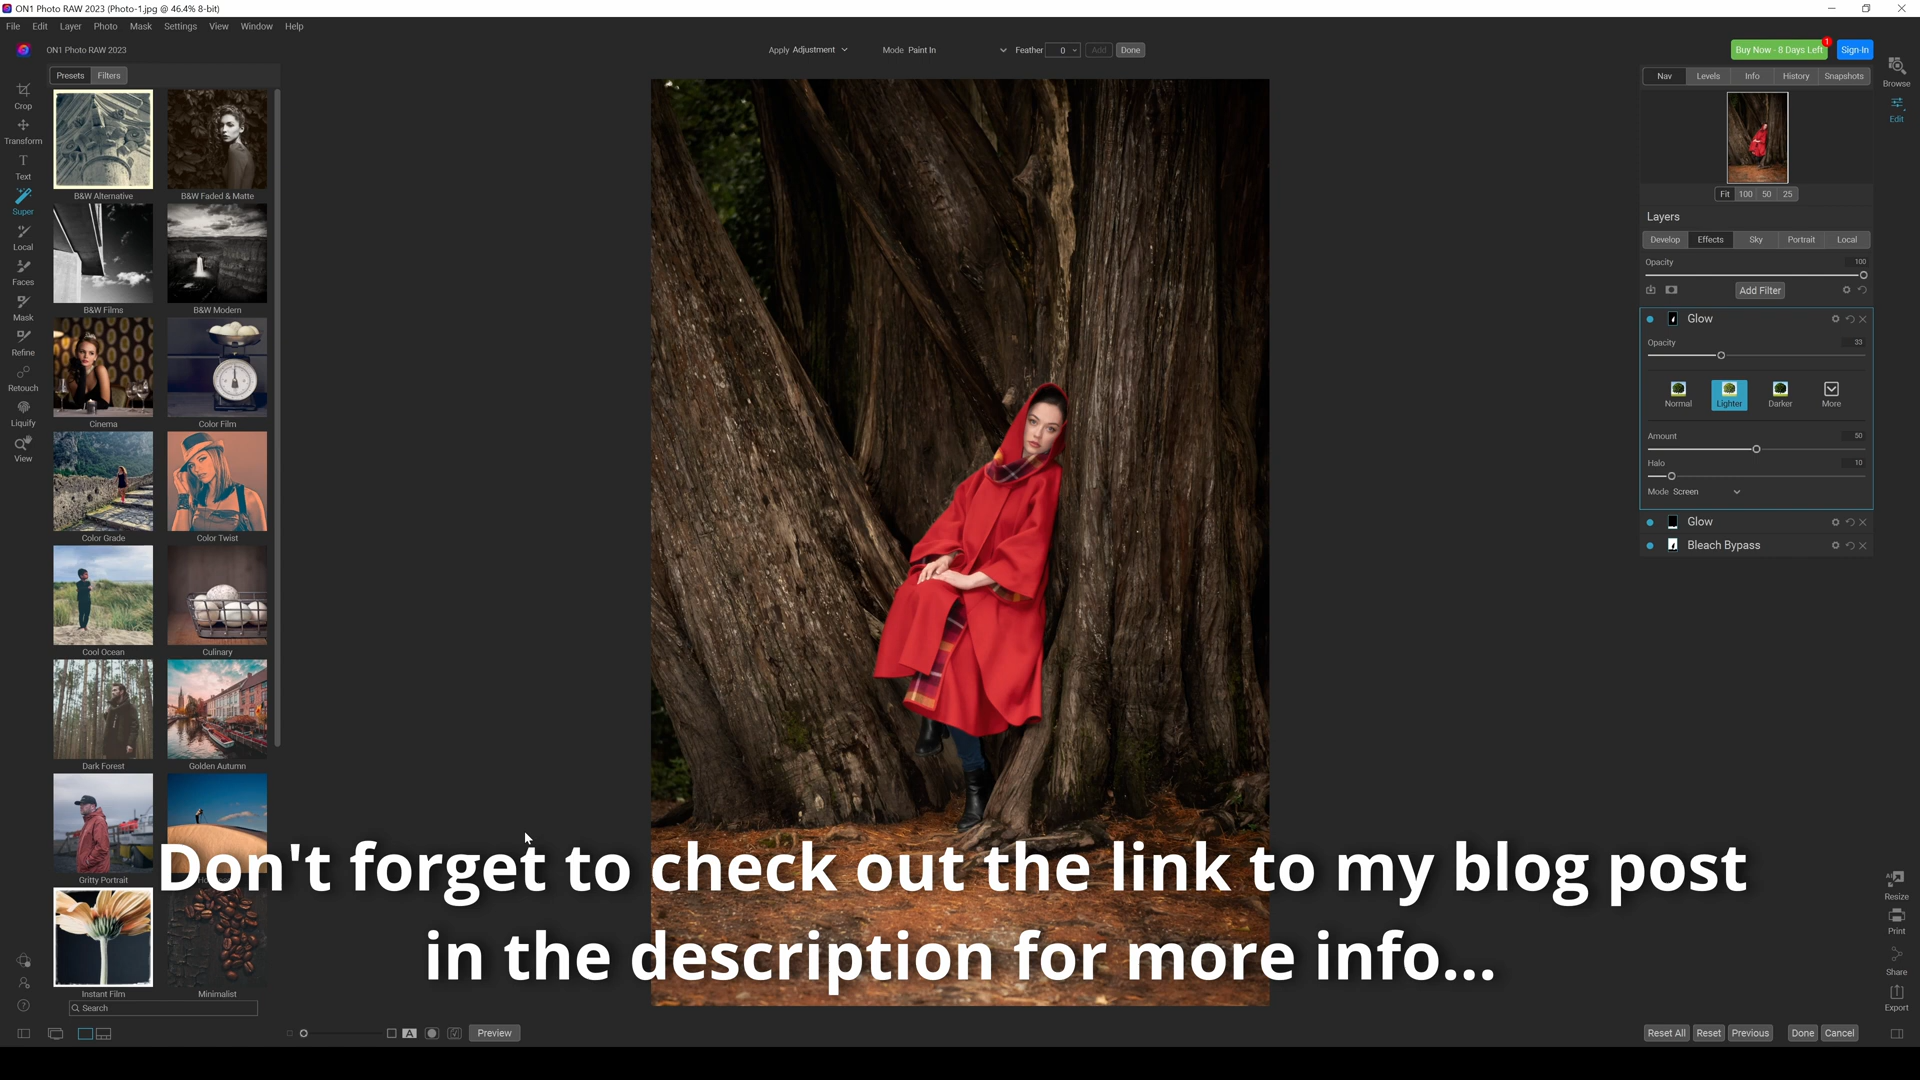 ON1 Photo RAW 2023 (Photo-1.jpg @ 46.4% 8-bit)
File Edit Layer Photo Mask Settings View Window Help
ON1 Photo RAW 2023
Apply Adjustment Mode Paint In Feather 0 Add Done
Buy Now - 8 Days Left 1 Sign-In
Presets Filters
Nav Levels Info History Snapshots
Browse
Edit
Crop
Transform
Text
Super
Local
Faces
Mask
Refine
Retouch
Liquify
View
B&W Alternative B&W Faded & Matte
B&W Films B&W Modern
Cinema Color Film
Color Grade Color Twist
Cool Ocean Culinary
Dark Forest Golden Autumn
Gritty Portrait
Instant Film Minimalist
Search
Fit 100 50 25
Layers
Develop Effects Sky Portrait Local
Opacity 100
Add Filter
Glow
Opacity 33
Normal Lighter Darker More
Amount 50
Halo 10
Mode Screen
Glow
Bleach Bypass
Don't forget to check out the link to my blog post
in the description for more info...
AI
Resize
Print
Share
Export
A Preview
Reset All Reset Previous Done Cancel